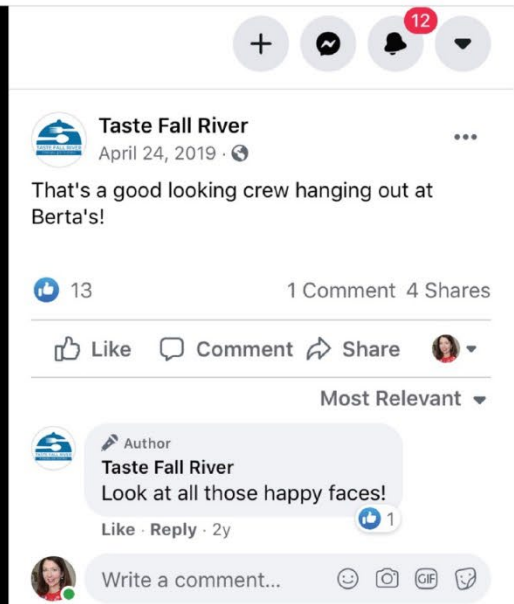 12
Taste Fall River
April 24, 2019 ·
That's a good looking crew hanging out at
Berta's!
13
1 Comment 4 Shares
Like Comment Share
Most Relevant
Author
Taste Fall River
Look at all those happy faces!
1
Like · Reply · 2y
Write a comment...
GIF